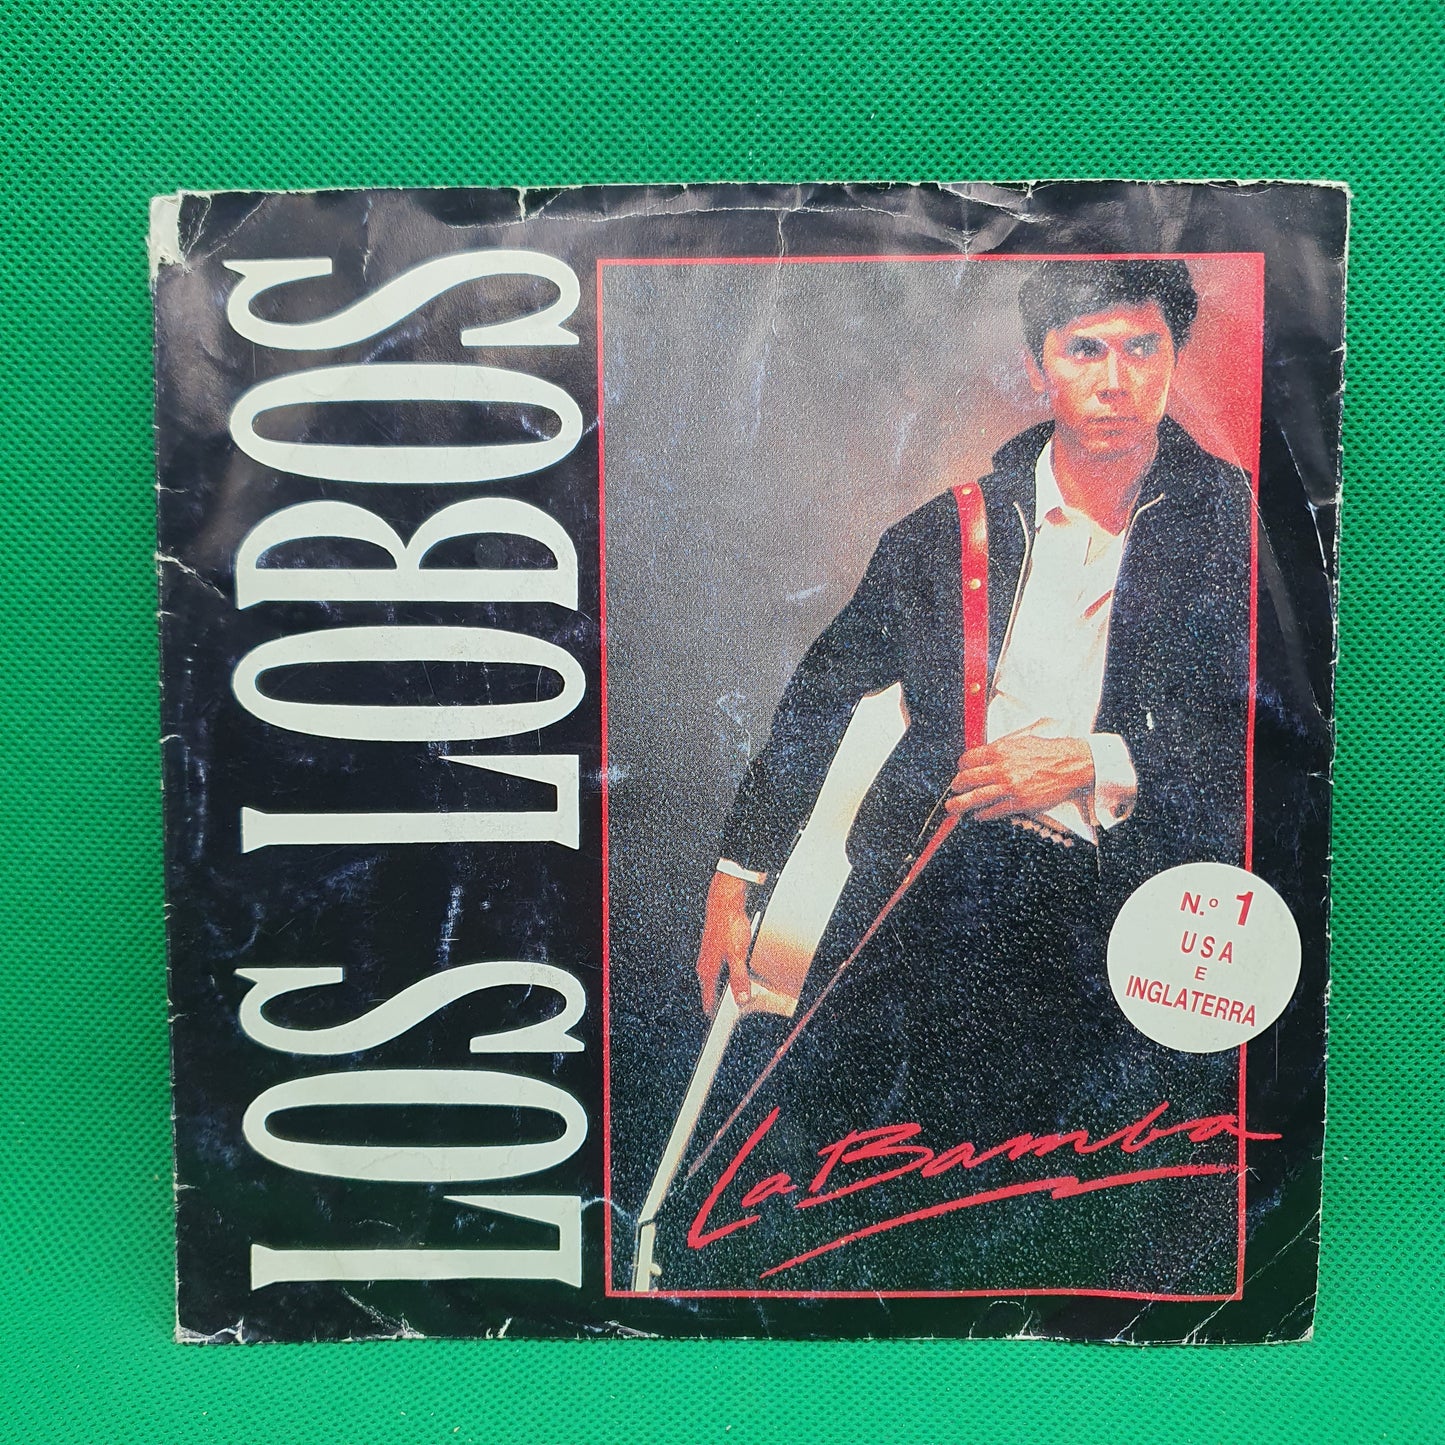 LOS LOBOS
N.º 1
USA
E
INGLATERRA
La Bamba